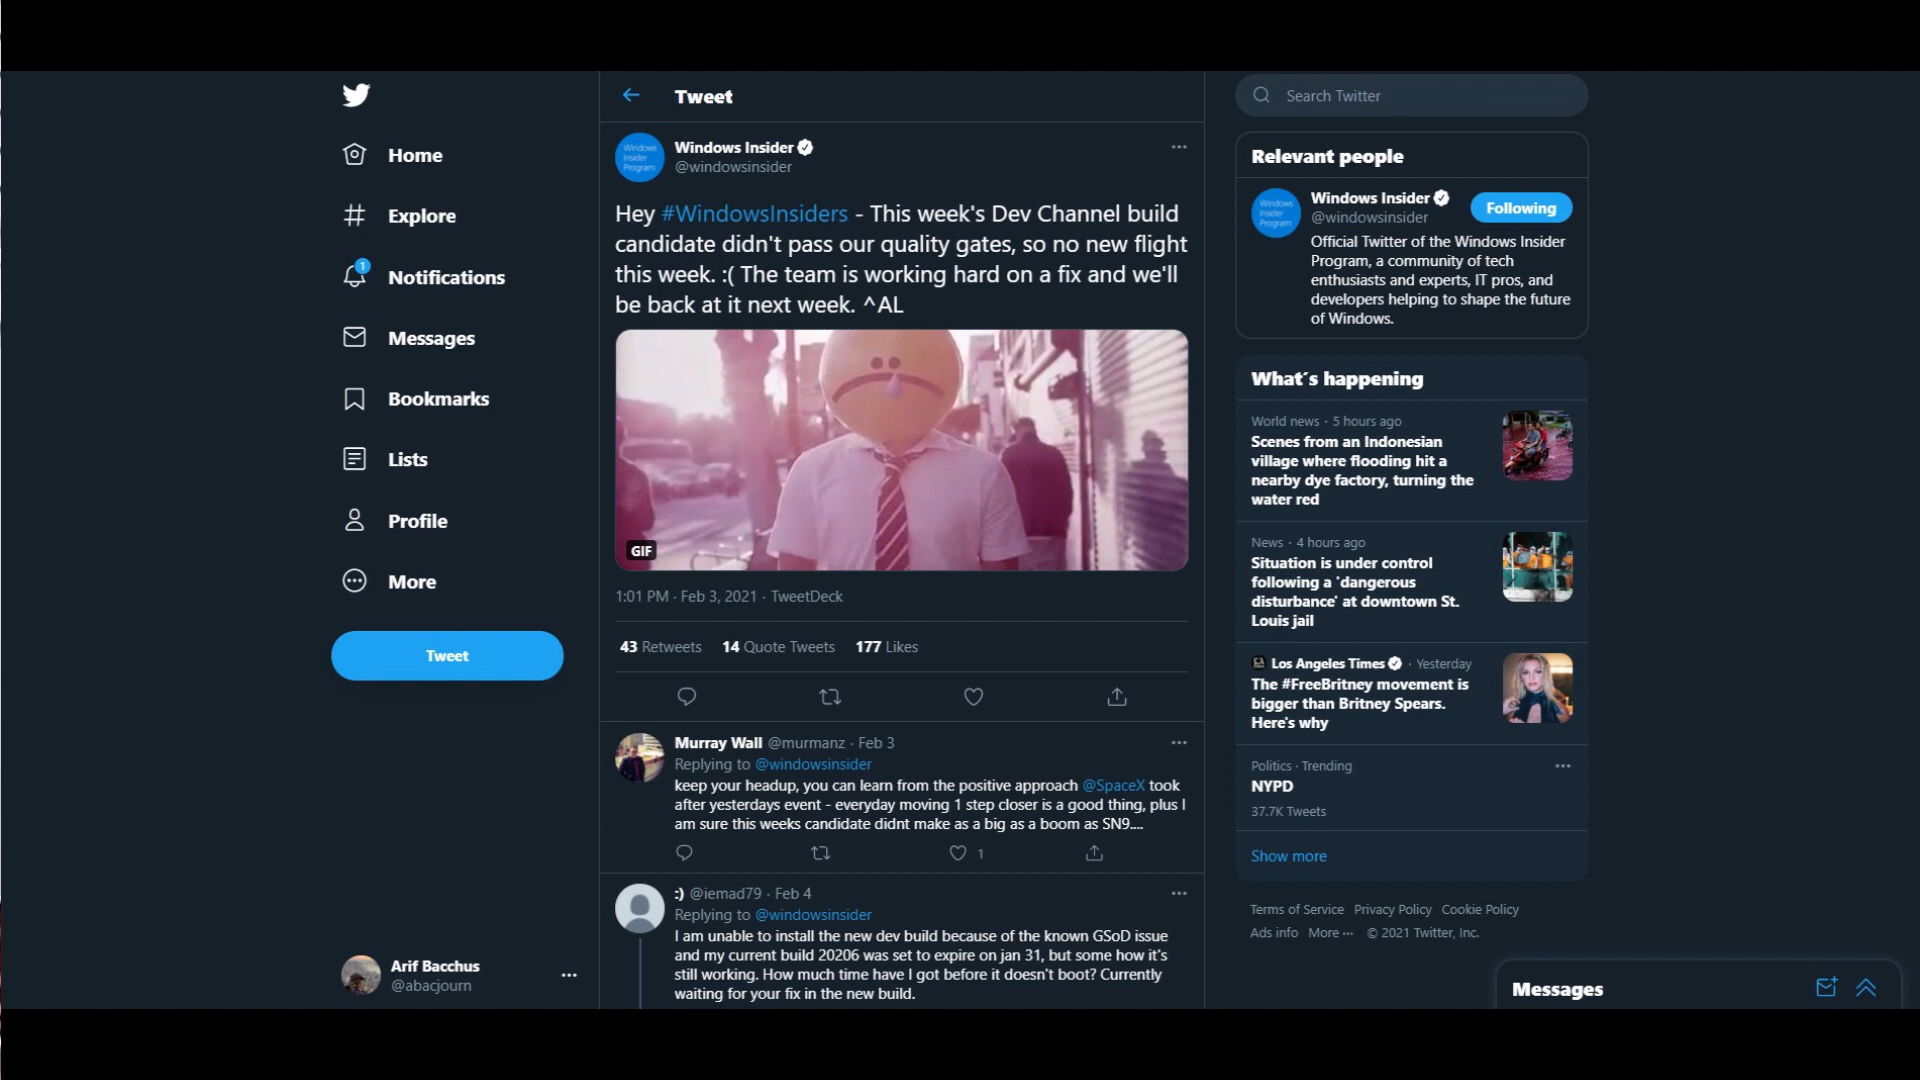 Home
Explore
1
Notifications
Messages
Bookmarks
Lists
Profile
More
Tweet
Arif Bacchus
@abacjourn
Tweet
Windows Insider Program
Windows Insider
@windowsinsider
Hey #WindowsInsiders - This week's Dev Channel build
candidate didn't pass our quality gates, so no new flight
this week. :( The team is working hard on a fix and we'll
be back at it next week. ^AL
GIF
1:01 PM · Feb 3, 2021 · TweetDeck
43 Retweets 14 Quote Tweets 177 Likes
Murray Wall @murmanz · Feb 3
Replying to @windowsinsider
keep your headup, you can learn from the positive approach @SpaceX took
after yesterdays event - everyday moving 1 step closer is a good thing, plus I
am sure this weeks candidate didnt make as a big as a boom as SN9....
1
:) @iemad79 · Feb 4
Replying to @windowsinsider
I am unable to install the new dev build because of the known GSoD issue
and my current build 20206 was set to expire on jan 31, but some how it's
still working. How much time have I got before it doesn't boot? Currently
waiting for your fix in the new build.
Search Twitter
Relevant people
Windows Insider Program
Windows Insider
@windowsinsider
Following
Official Twitter of the Windows Insider
Program, a community of tech
enthusiasts and experts, IT pros, and
developers helping to shape the future
of Windows.
What's happening
World news · 5 hours ago
Scenes from an Indonesian
village where flooding hit a
nearby dye factory, turning the
water red
News · 4 hours ago
Situation is under control
following a 'dangerous
disturbance' at downtown St.
Louis jail
Los Angeles Times · Yesterday
The #FreeBritney movement is
bigger than Britney Spears.
Here's why
Politics · Trending
NYPD
37.7K Tweets
Show more
Terms of Service Privacy Policy Cookie Policy
Ads info More ··· © 2021 Twitter, Inc.
Messages